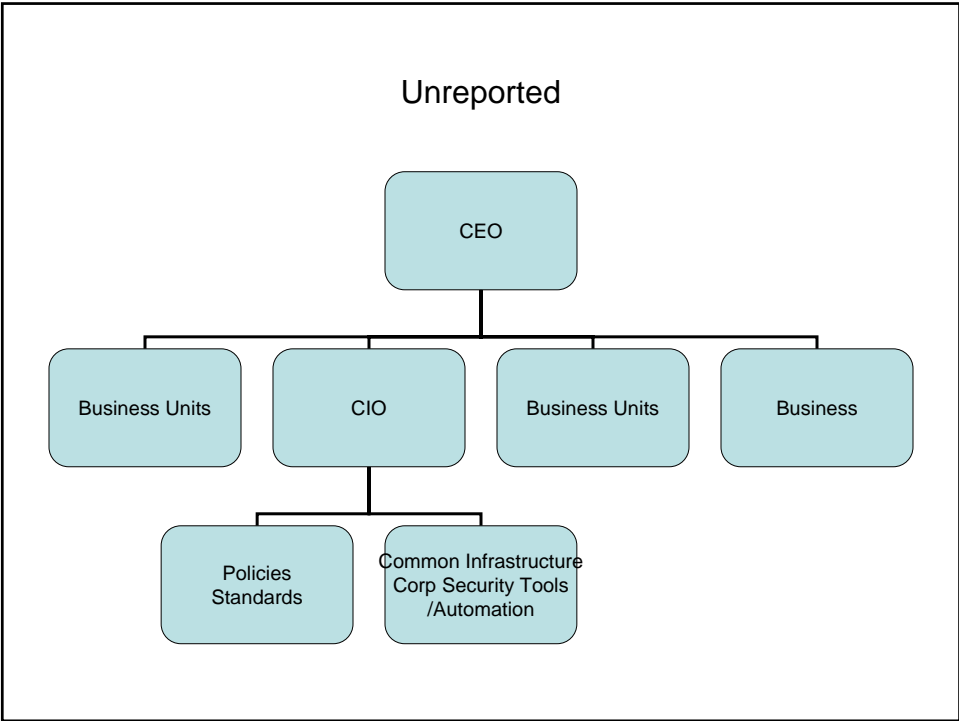 Unreported
CEO
Business Units
CIO
Business Units
Business
Policies
Standards
Common Infrastructure
Corp Security Tools
/Automation